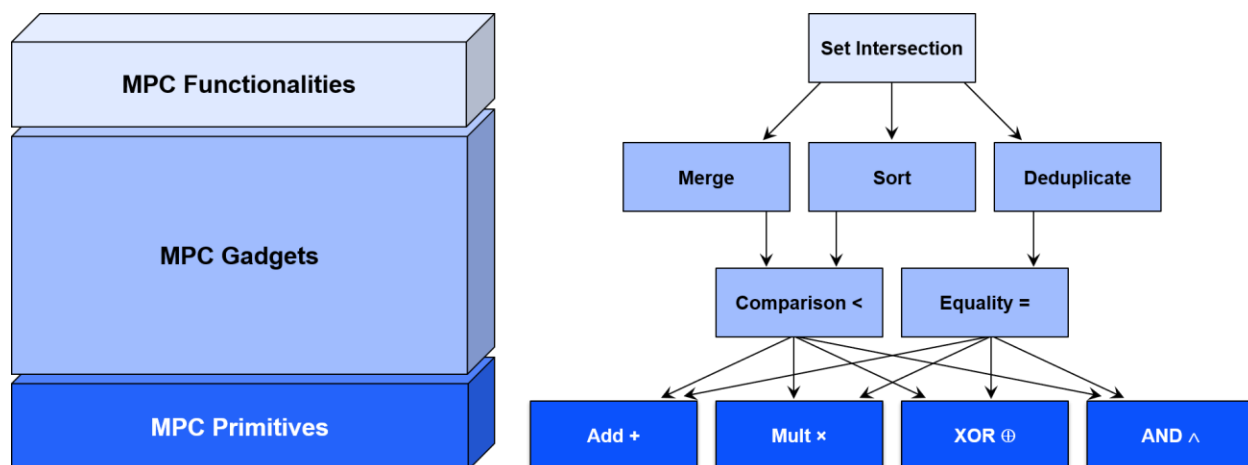 MPC Functionalities
Set Intersection
MPC Gadgets
Merge
Sort
Deduplicate
Comparison <
Equality =
MPC Primitives
Add +
Mult ×
XOR ⊕
AND ∧